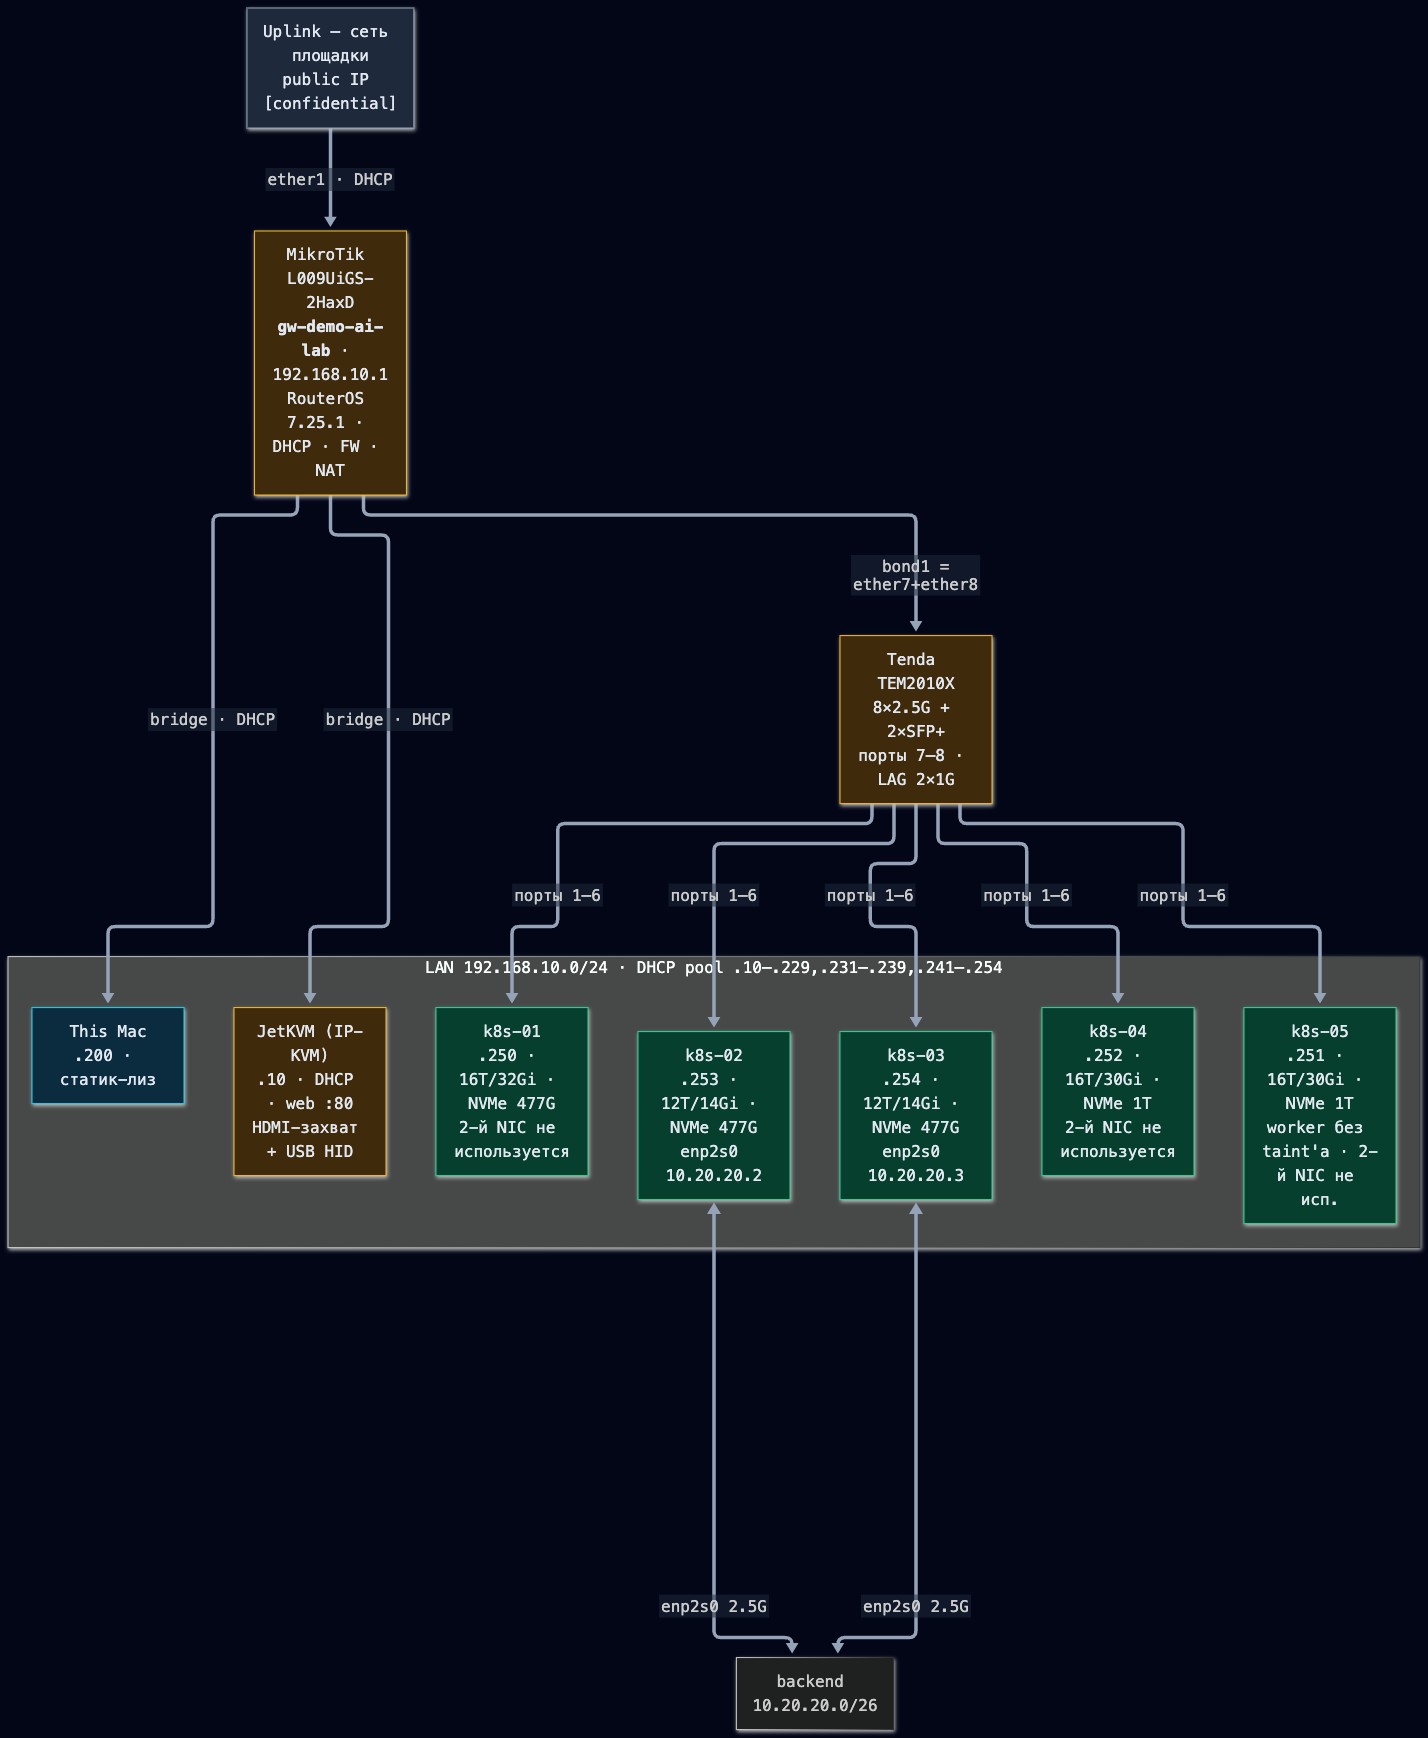 Uplink — сеть
площадки
public IP
[confidential]
ether1 · DHCP
MikroTik
L009UiGS-
2HaxD
gw-demo-ai-
lab ·
192.168.10.1
RouterOS
7.25.1 ·
DHCP · FW ·
NAT
bond1 =
ether7+ether8
Tenda
TEM2010X
8×2.5G +
2×SFP+
порты 7–8 ·
LAG 2×1G
bridge · DHCP
bridge · DHCP
порты 1–6
порты 1–6
порты 1–6
порты 1–6
порты 1–6
LAN 192.168.10.0/24 · DHCP pool .10–.229,.231–.239,.241–.254
This Mac
.200 ·
статик-лиз
JetKVM (IP-
KVM)
.10 · DHCP
· web :80
HDMI-захват
+ USB HID
k8s-01
.250 ·
16T/32Gi ·
NVMe 477G
2-й NIC не
используется
k8s-02
.253 ·
12T/14Gi ·
NVMe 477G
enp2s0
10.20.20.2
k8s-03
.254 ·
12T/14Gi ·
NVMe 477G
enp2s0
10.20.20.3
k8s-04
.252 ·
16T/30Gi ·
NVMe 1T
2-й NIC не
используется
k8s-05
.251 ·
16T/30Gi ·
NVMe 1T
worker без
taint'а · 2-
й NIC не
исп.
enp2s0 2.5G
enp2s0 2.5G
backend
10.20.20.0/26